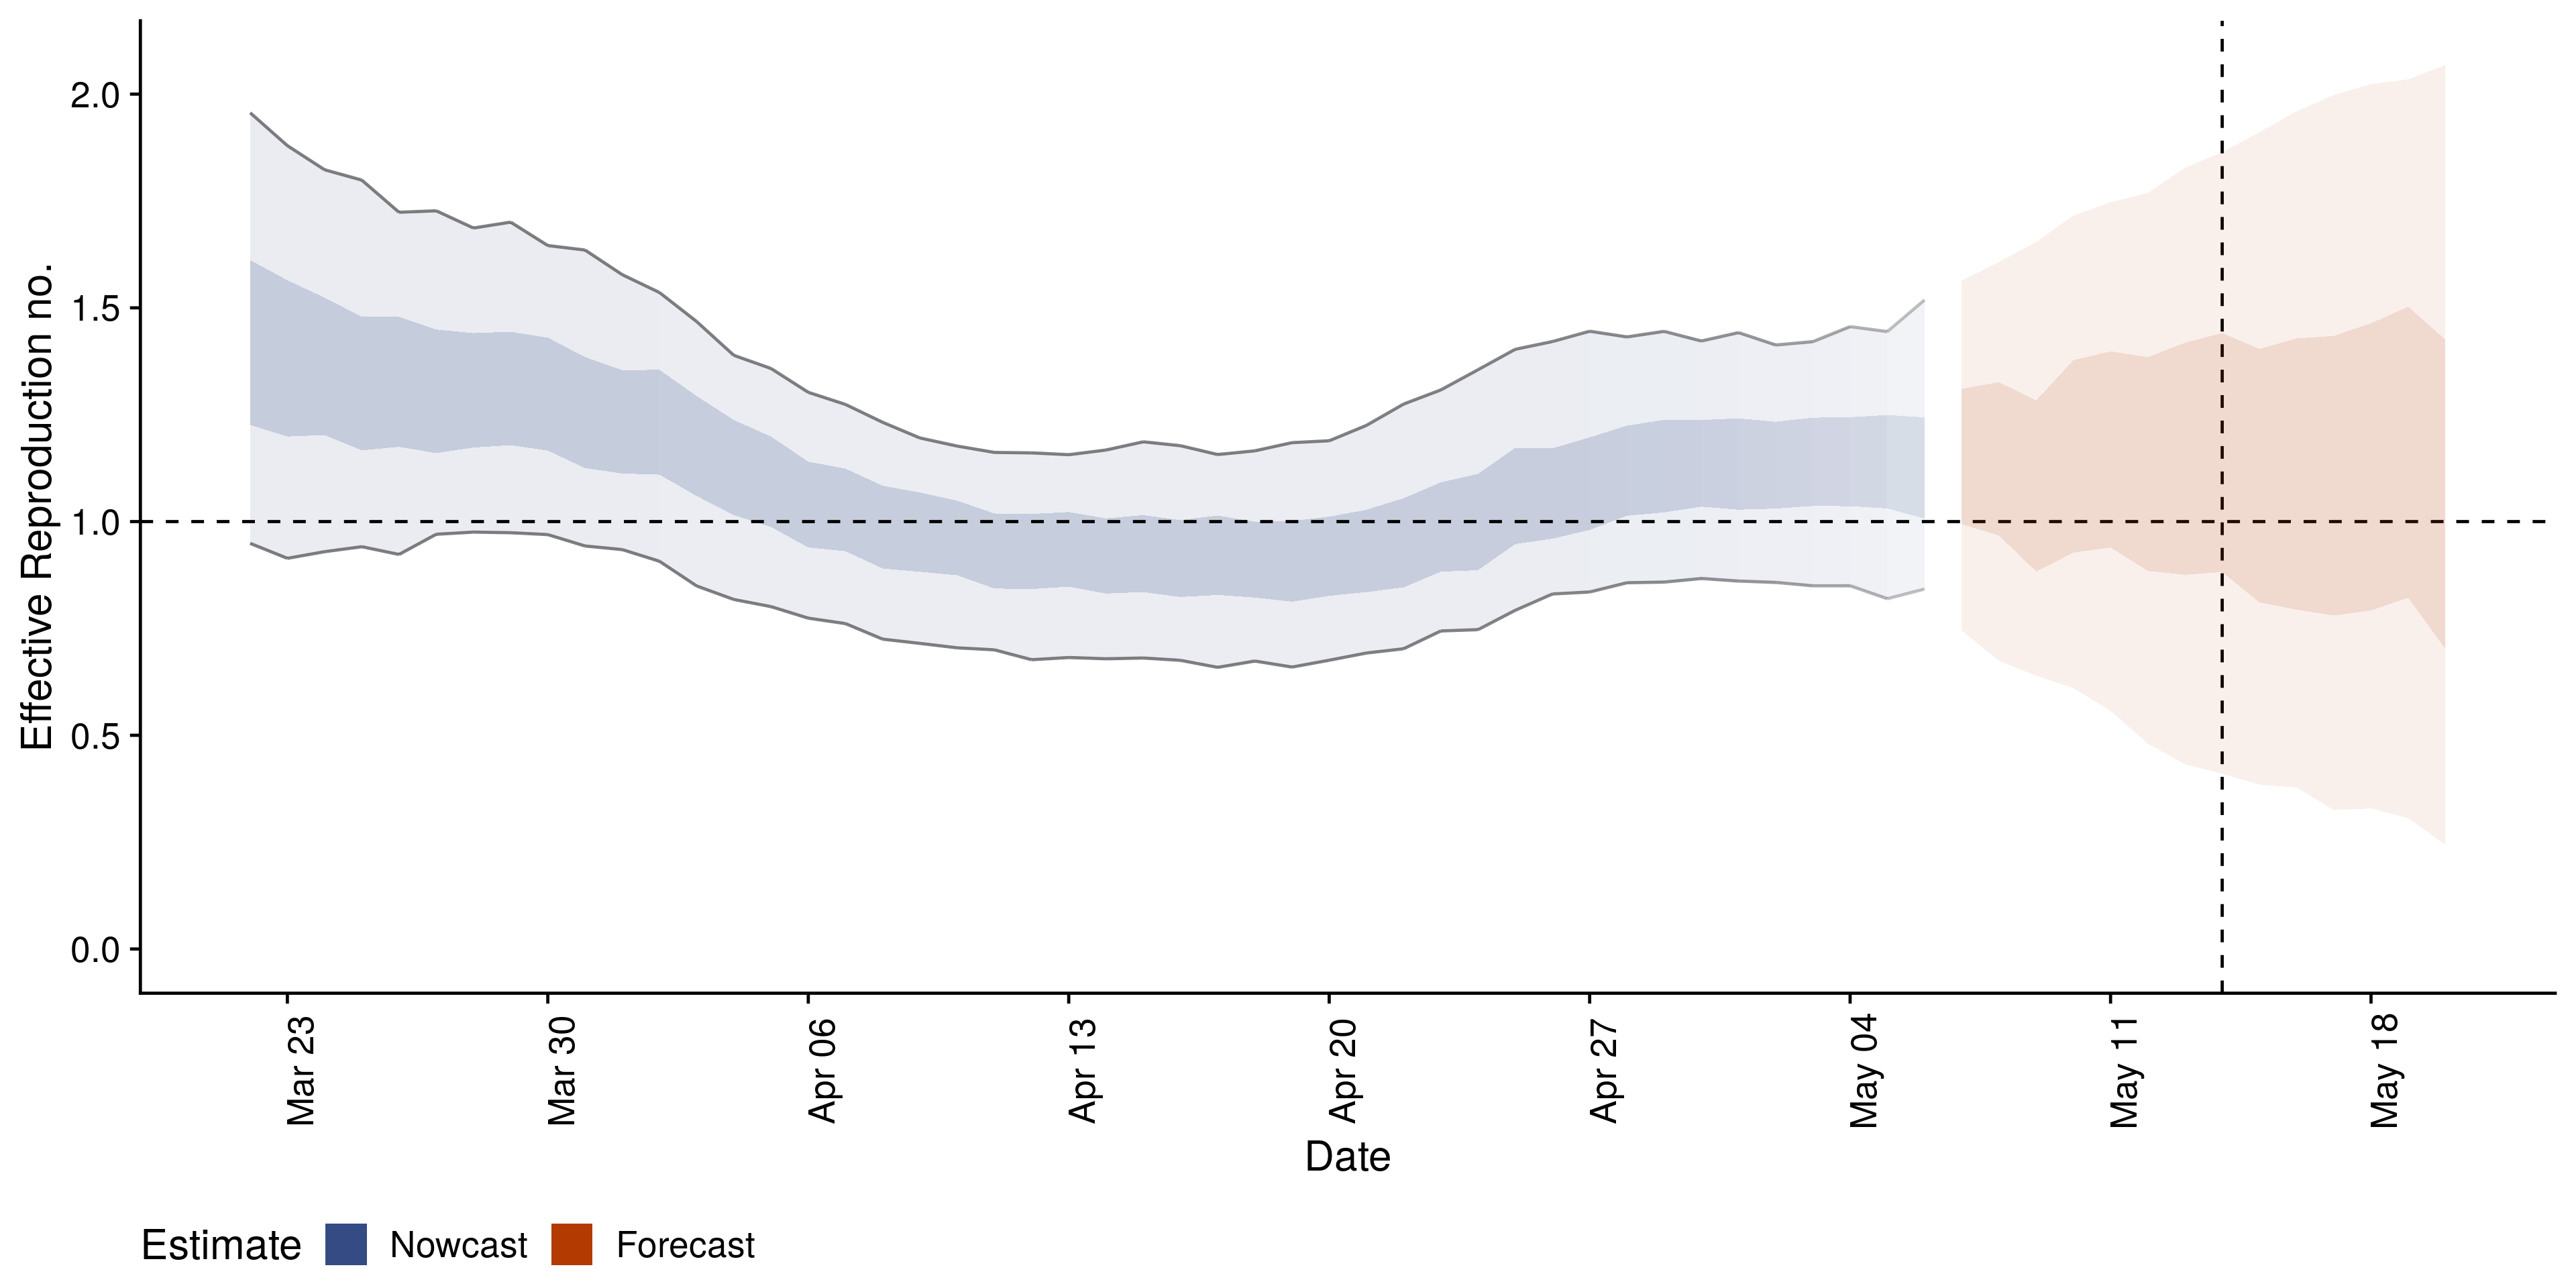 Effective Reproduction no.
2.0
1.5
1.0
0.5
0.0
Mar 23
Mar 30
Apr 06
Apr 13
Apr 20
Apr 27
May 04
May 11
May 18
Date
Estimate Nowcast Forecast